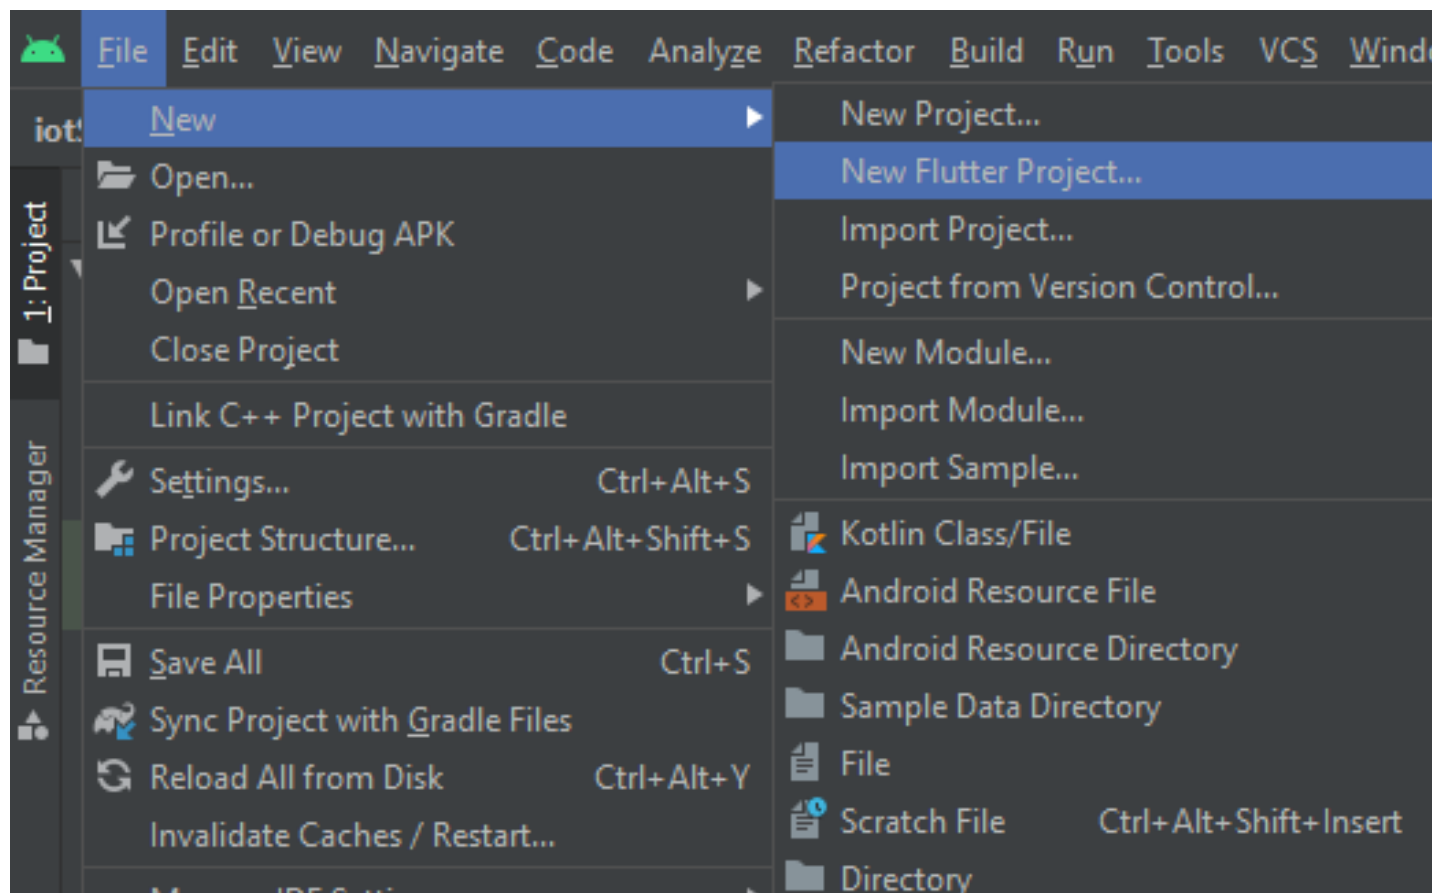 File Edit View Navigate Code Analyze Refactor Build Run Tools VCS
New
Open...
Profile or Debug APK
Open Recent
Close Project
Link C++ Project with Gradle
Settings... Ctrl+Alt+S
Project Structure... Ctrl+Alt+Shift+S
File Properties
Save All Ctrl+S
Sync Project with Gradle Files
Reload All from Disk Ctrl+Alt+Y
Invalidate Caches / Restart...
New Project...
New Flutter Project...
Import Project...
Project from Version Control...
New Module...
Import Module...
Import Sample...
Kotlin Class/File
Android Resource File
Android Resource Directory
Sample Data Directory
File
Scratch File Ctrl+Alt+Shift+Insert
Directory
1: Project
Resource Manager